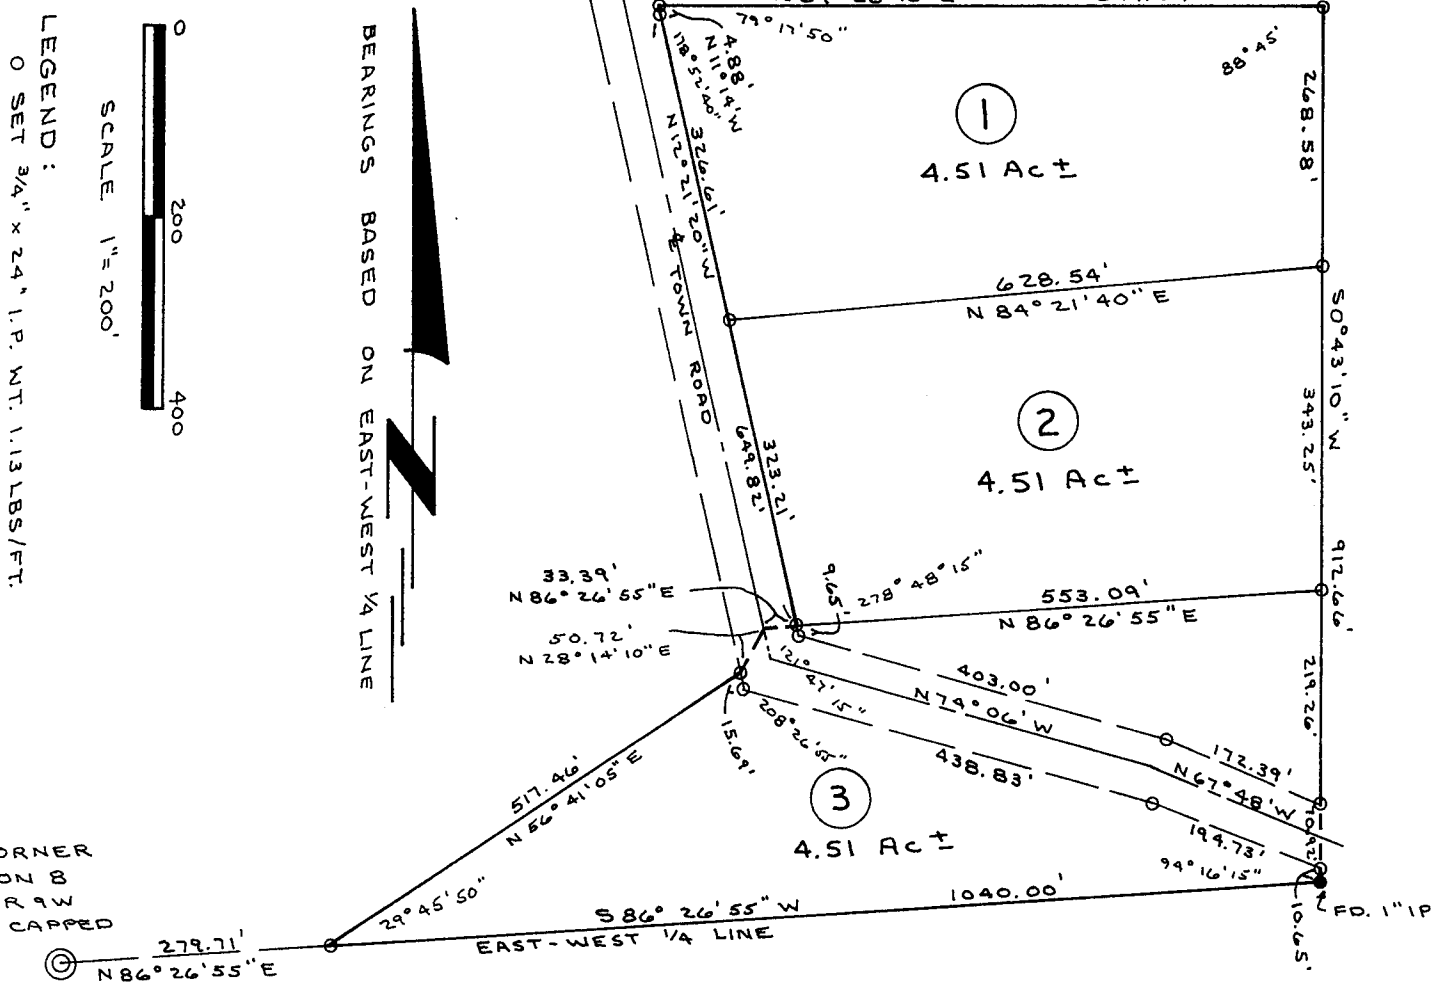 79° 17' 50"
4.88'
N 11° 14' W
178° 52' 40"
88° 45'
268.58'
1
4.51 Ac ±
326.61'
N 12° 21' 20" W
℄ TOWN ROAD
628.54'
N 84° 21' 40" E
S 0° 43' 10" W
343.25'
2
4.51 Ac ±
323.21'
649.82'
912.66'
33.39'
N 86° 26' 55" E
50.72'
N 28° 14' 10" E
9.65'
278° 48' 15"
553.09'
N 86° 26' 55" E
219.26'
403.00'
N 74° 06' W
438.83'
208° 26' 55"
15.69'
172.39'
N 67° 48' W
194.73'
70.92'
94° 16' 15"
3
4.51 Ac ±
517.46'
N 56° 41' 05" E
29° 45' 50"
S 86° 26' 55" W
1040.00'
EAST-WEST 1/4 LINE
FD. 1" IP
10.65'
279.71'
N 86° 26' 55" E
ORNER
ON 8
R 9W
CAPPED
BEARINGS BASED ON EAST-WEST 1/4 LINE
N
0
200
400
SCALE 1" = 200'
LEGEND:
O SET 3/4" x 24" I.P. WT. 1.13 LBS/FT.